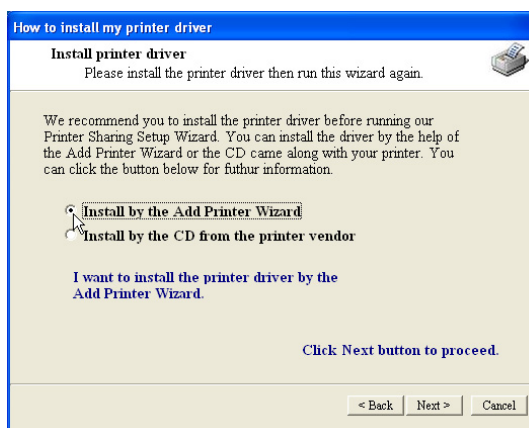 How to install my printer driver
Install printer driver
Please install the printer driver then run this wizard again.
We recommend you to install the printer driver before running our
Printer Sharing Setup Wizard. You can install the driver by the help of
the Add Printer Wizard or the CD came along with your printer. You
can click the button below for futhur information.
Install by the Add Printer Wizard
Install by the CD from the printer vendor
I want to install the printer driver by the
Add Printer Wizard.
Click Next button to proceed.
< Back Next > Cancel